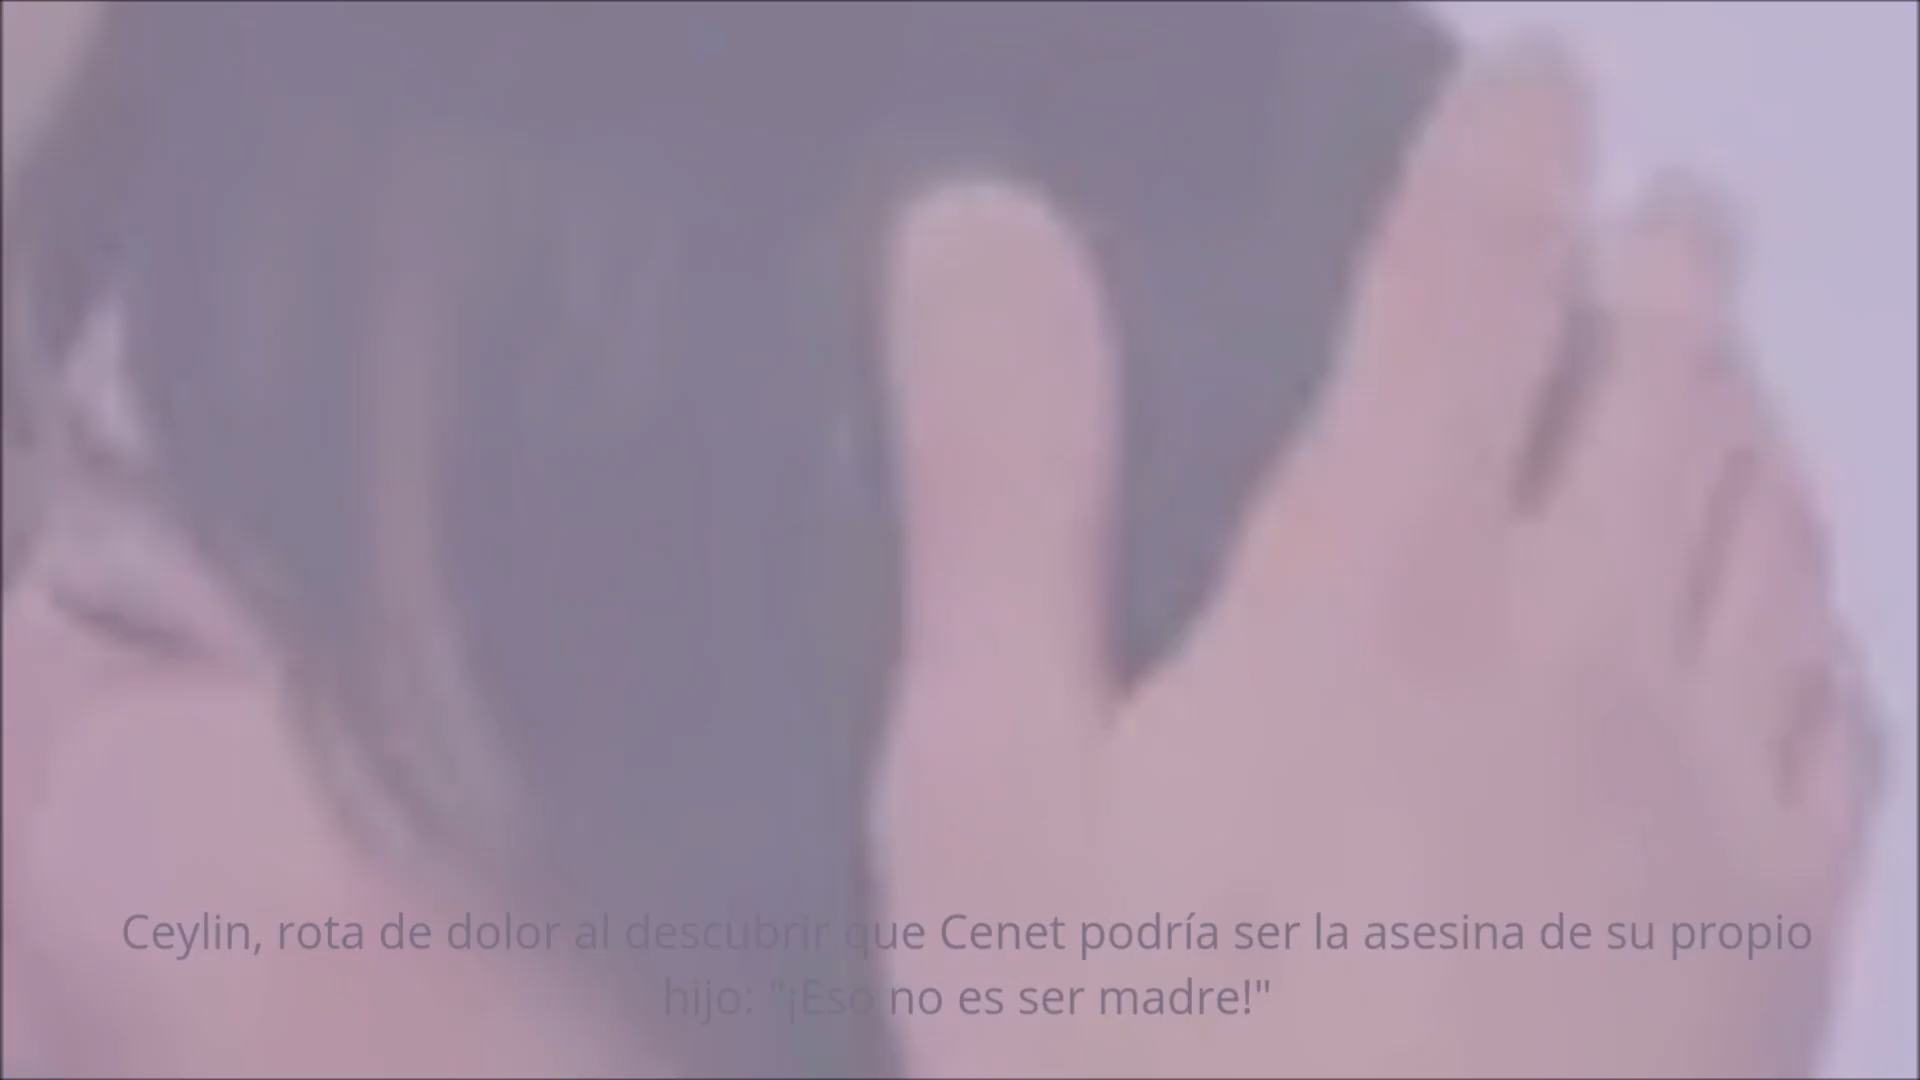 Ceylin, rota de dolor al descubrir que Cenet podría ser la asesina de su propio
hijo: "¡Eso no es ser madre!"